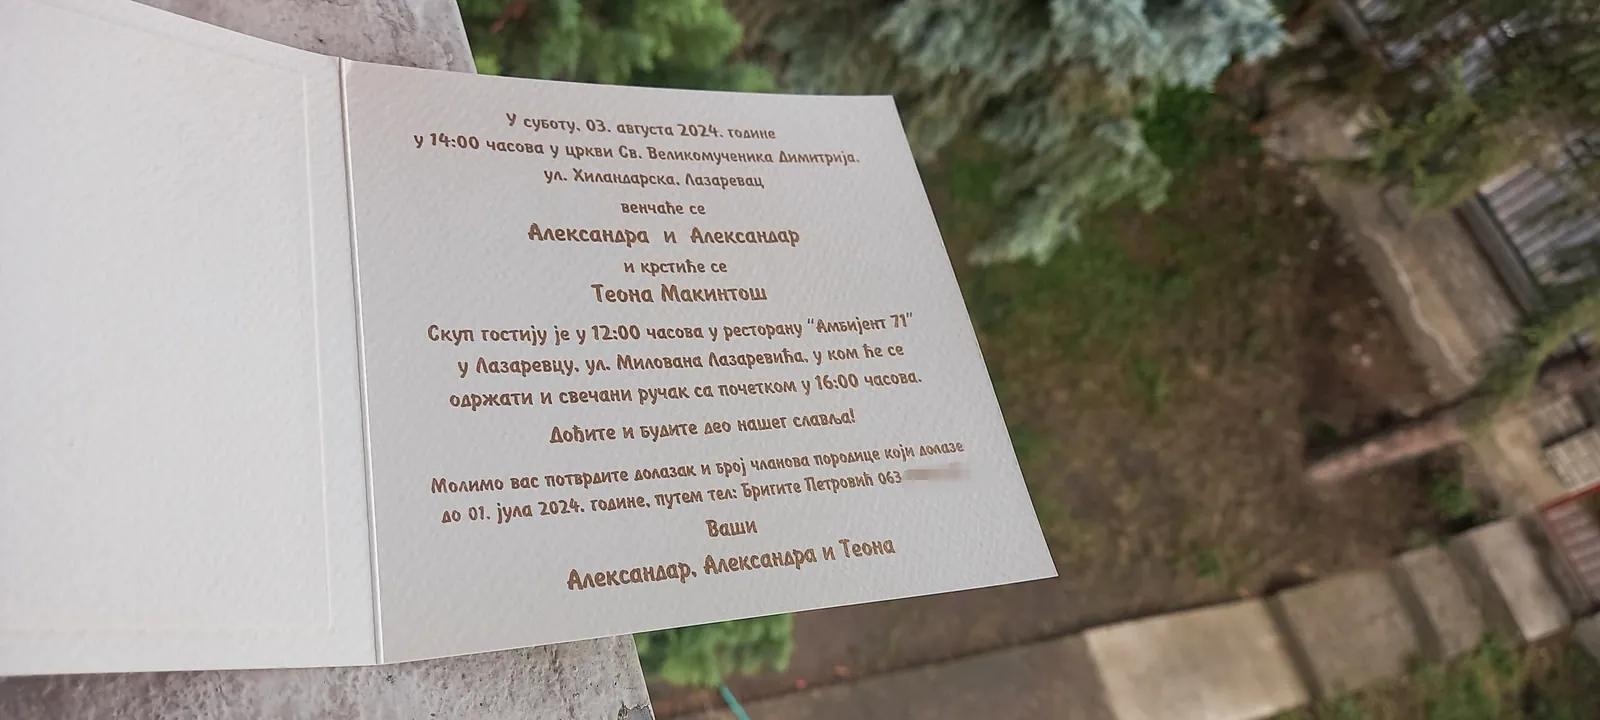 У суботу, 03. августа 2024. године
у 14:00 часова у цркви Св. Великомученика Димитрија,
ул. Хиландарска, Лазаревац
венчаће се
Александра и Александар
и крстиће се
Теона Макинтош
Скуп гостију је у 12:00 часова у ресторану "Амбијент 71"
у Лазаревцу, ул. Милована Лазаревића, у ком ће се
одржати и свечани ручак са почетком у 16:00 часова.
Дођите и будите део нашег славља!
Молимо вас потврдите долазак и број чланова породице који долазе
до 01. јула 2024. године, путем тел: Бригите Петровић 063
Ваши
Александар, Александра и Теона